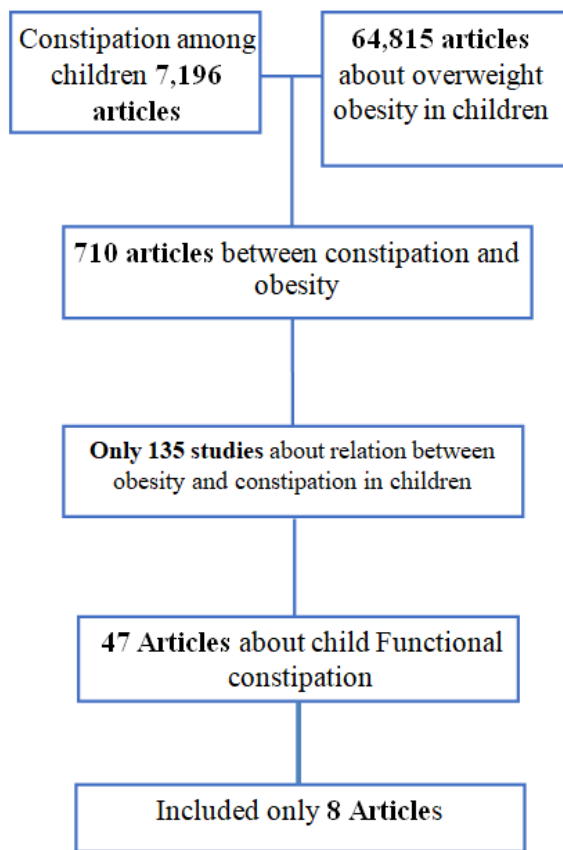 Constipation among
children 7,196
articles
64,815 articles
about overweight
obesity in children
710 articles between constipation and
obesity
Only 135 studies about relation between
obesity and constipation in children
47 Articles about child Functional
constipation
Included only 8 Articles